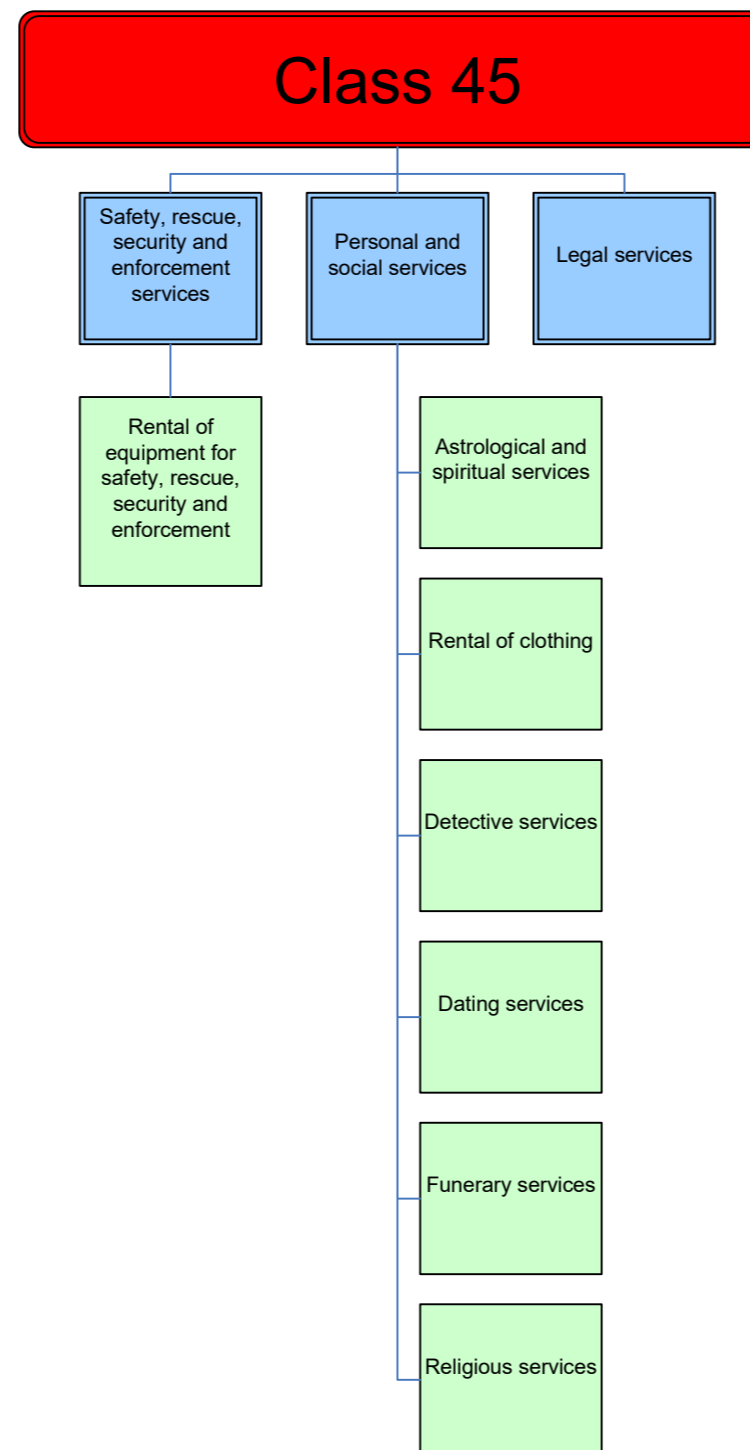 Class 45
Safety, rescue,
security and
enforcement
services
Personal and
social services
Legal services
Rental of
equipment for
safety, rescue,
security and
enforcement
Astrological and
spiritual services
Rental of clothing
Detective services
Dating services
Funerary services
Religious services